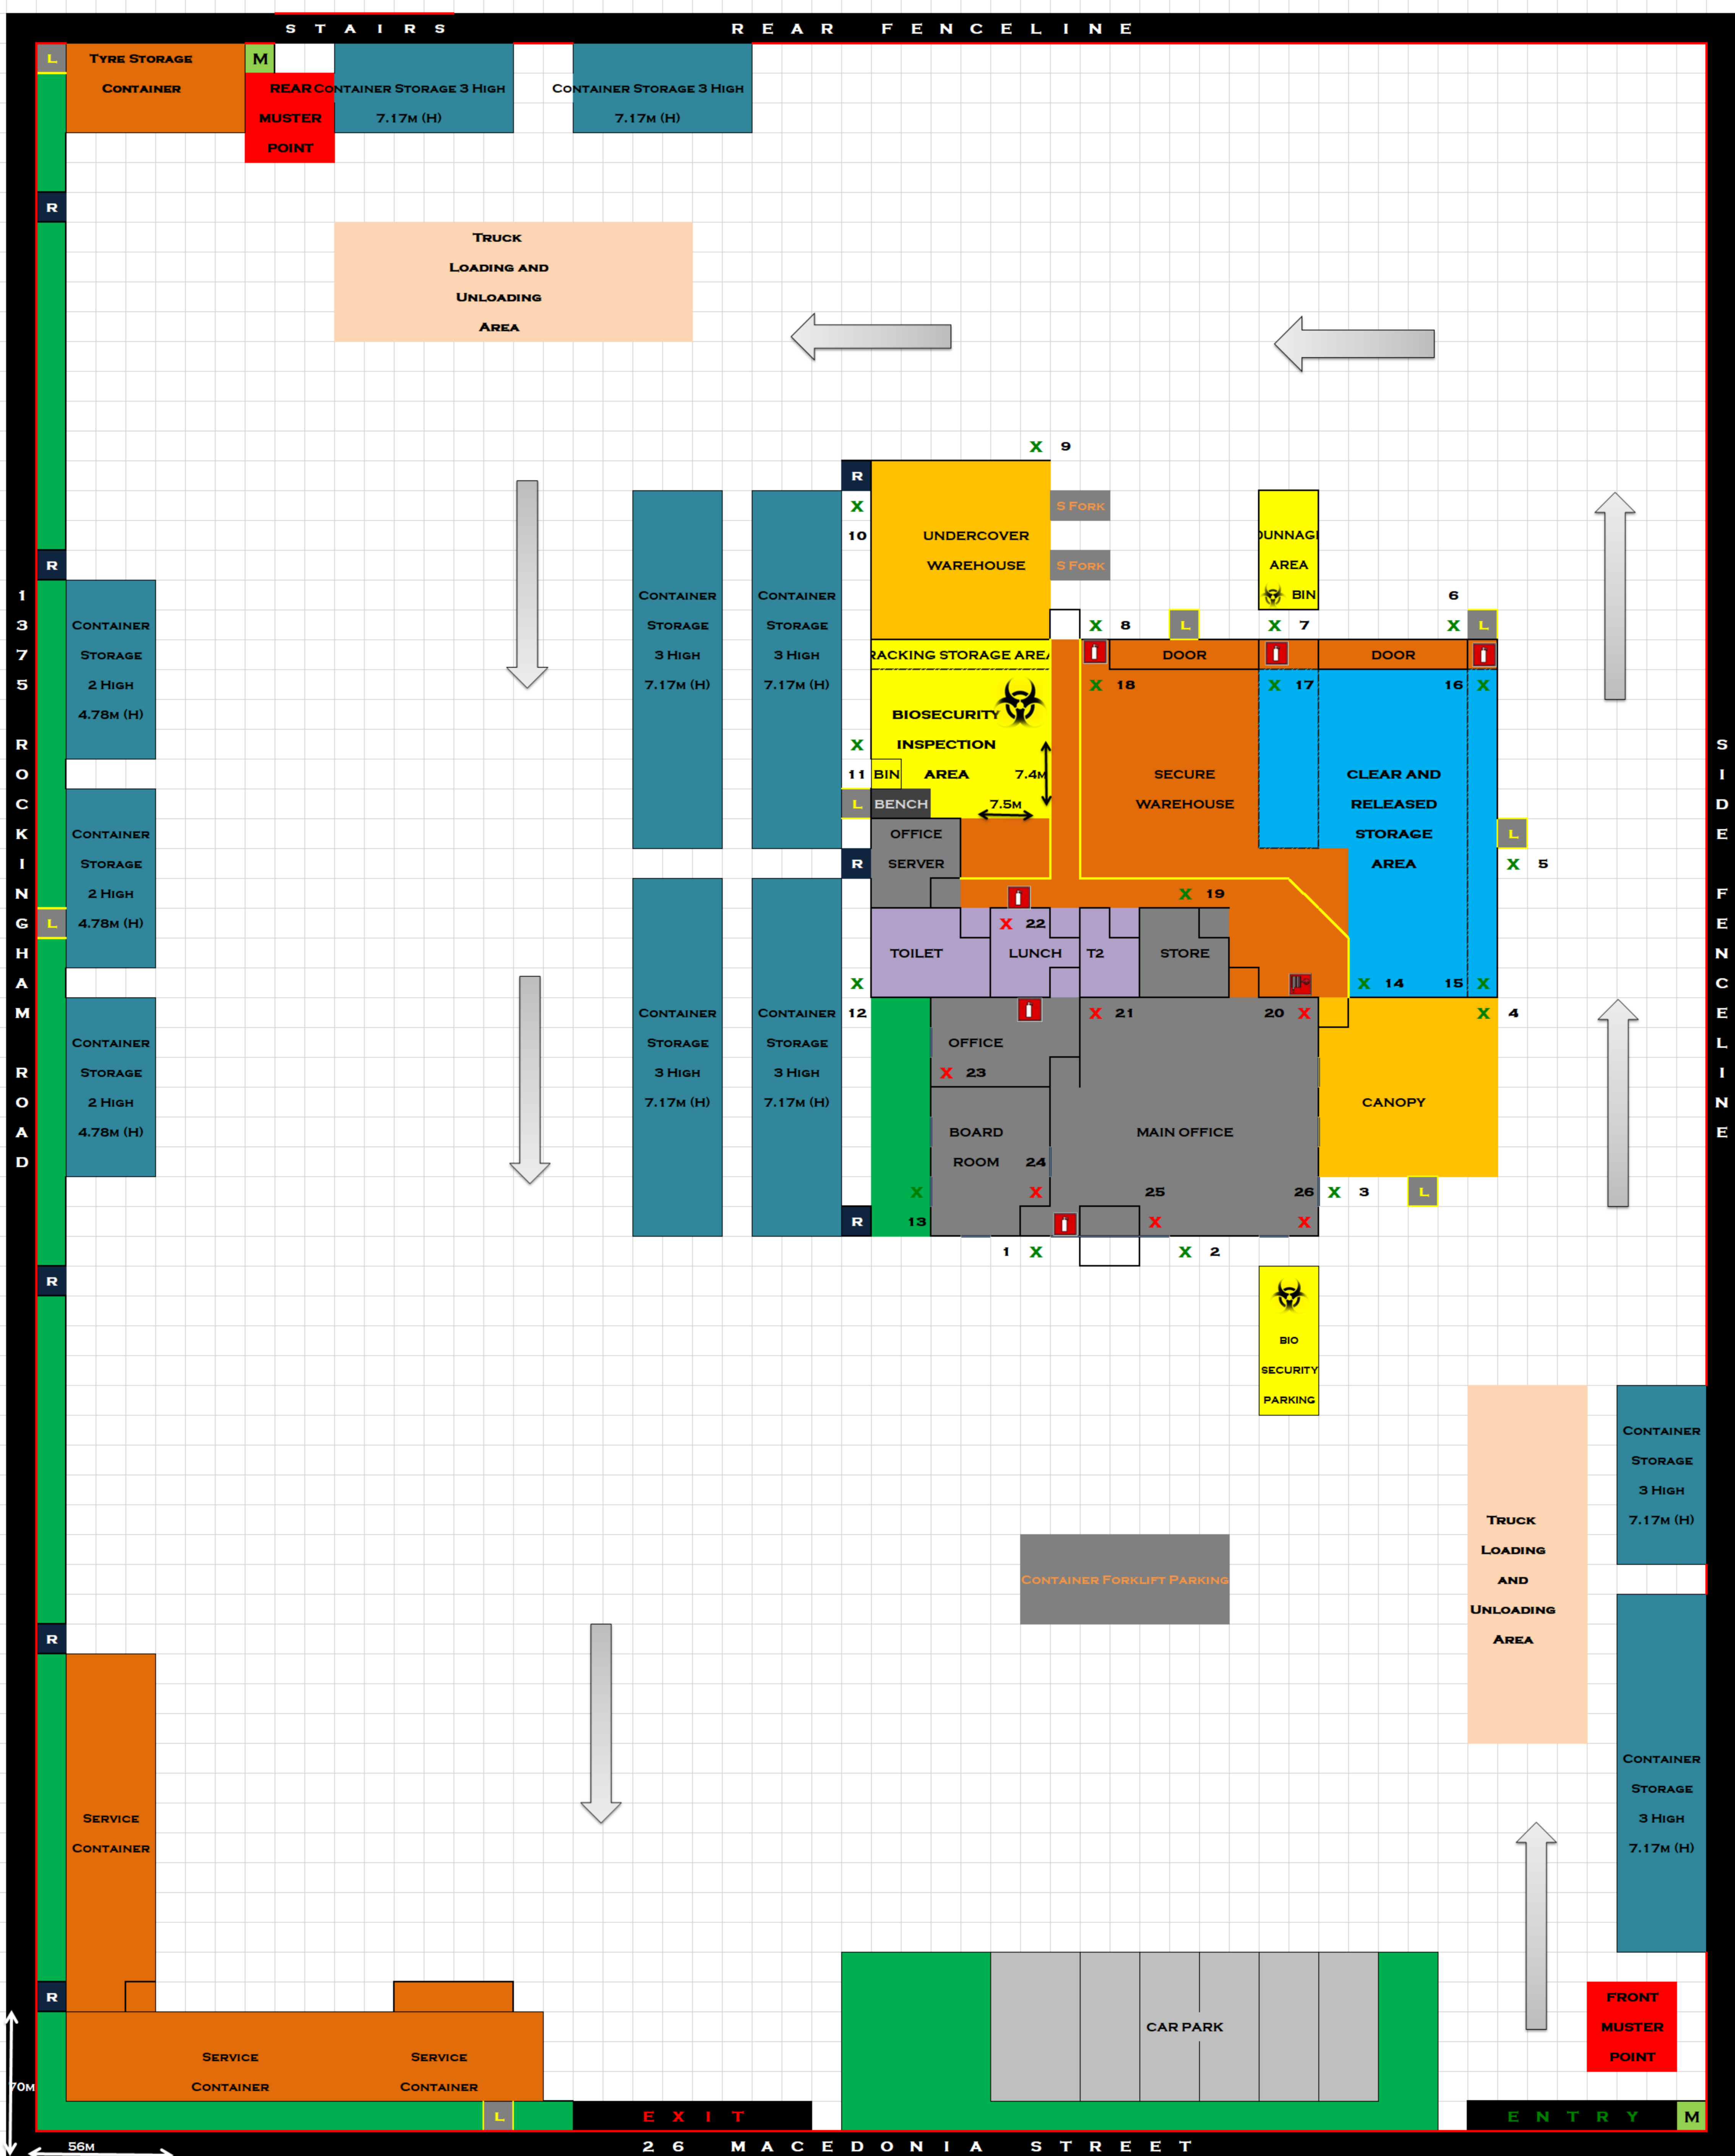 STAIRS
REAR FENCELINE
L
TYRE STORAGE
CONTAINER
M
REAR
MUSTER
POINT
CONTAINER STORAGE 3 HIGH
7.17M (H)
CONTAINER STORAGE 3 HIGH
7.17M (H)
R
TRUCK
LOADING AND
UNLOADING
AREA
X 9
R
X
10
UNDERCOVER
WAREHOUSE
S FORK
S FORK
DUNNAGE
AREA
BIN
R
1375 ROCKINGHAM ROAD
SIDE FENCELINE
CONTAINER
STORAGE
2 HIGH
4.78M (H)
CONTAINER
STORAGE
3 HIGH
7.17M (H)
CONTAINER
STORAGE
3 HIGH
7.17M (H)
X 8
L
X 7
6
X
L
RACKING STORAGE AREA
DOOR
DOOR
X 18
X 17
16 X
BIOSECURITY
INSPECTION
AREA
7.4M
7.5M
X
11
BIN
L
BENCH
SECURE
WAREHOUSE
CLEAR AND
RELEASED
STORAGE
AREA
L
X 5
CONTAINER
STORAGE
2 HIGH
4.78M (H)
L
R
OFFICE
SERVER
X 19
X 22
TOILET
LUNCH
T2
STORE
X
12
X 14
15 X
CONTAINER
STORAGE
2 HIGH
4.78M (H)
CONTAINER
STORAGE
3 HIGH
7.17M (H)
CONTAINER
STORAGE
3 HIGH
7.17M (H)
X 21
20 X
X 4
OFFICE
X 23
CANOPY
BOARD
ROOM
24
X
MAIN OFFICE
X
13
R
25
X
26
X
X 3
L
1 X
X 2
R
BIO
SECURITY
PARKING
CONTAINER
STORAGE
3 HIGH
7.17M (H)
TRUCK
LOADING
AND
UNLOADING
AREA
CONTAINER FORKLIFT PARKING
R
CONTAINER
STORAGE
3 HIGH
7.17M (H)
SERVICE
CONTAINER
R
FRONT
MUSTER
POINT
CAR PARK
SERVICE
CONTAINER
SERVICE
CONTAINER
70M
L
EXIT
ENTRY
M
56M
26 MACEDONIA STREET